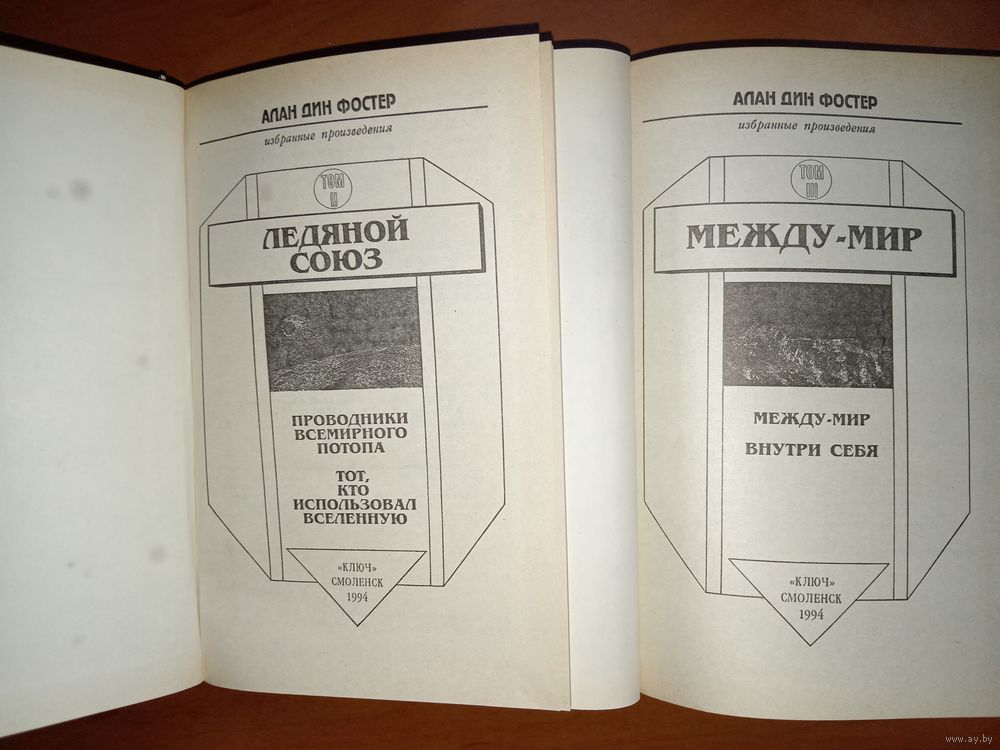 АЛАН ДИН ФОСТЕР
избранные произведения
ТОМ
II
ЛЕДЯНОЙ
СОЮЗ
ПРОВОДНИКИ
ВСЕМИРНОГО
ПОТОПА
ТОТ,
КТО
ИСПОЛЬЗОВАЛ
ВСЕЛЕННУЮ
«КЛЮЧ»
СМОЛЕНСК
1994
АЛАН ДИН ФОСТЕР
избранные произведения
ТОМ
III
МЕЖДУ-МИР
МЕЖДУ-МИР
ВНУТРИ СЕБЯ
«КЛЮЧ»
СМОЛЕНСК
1994
www.ay.by